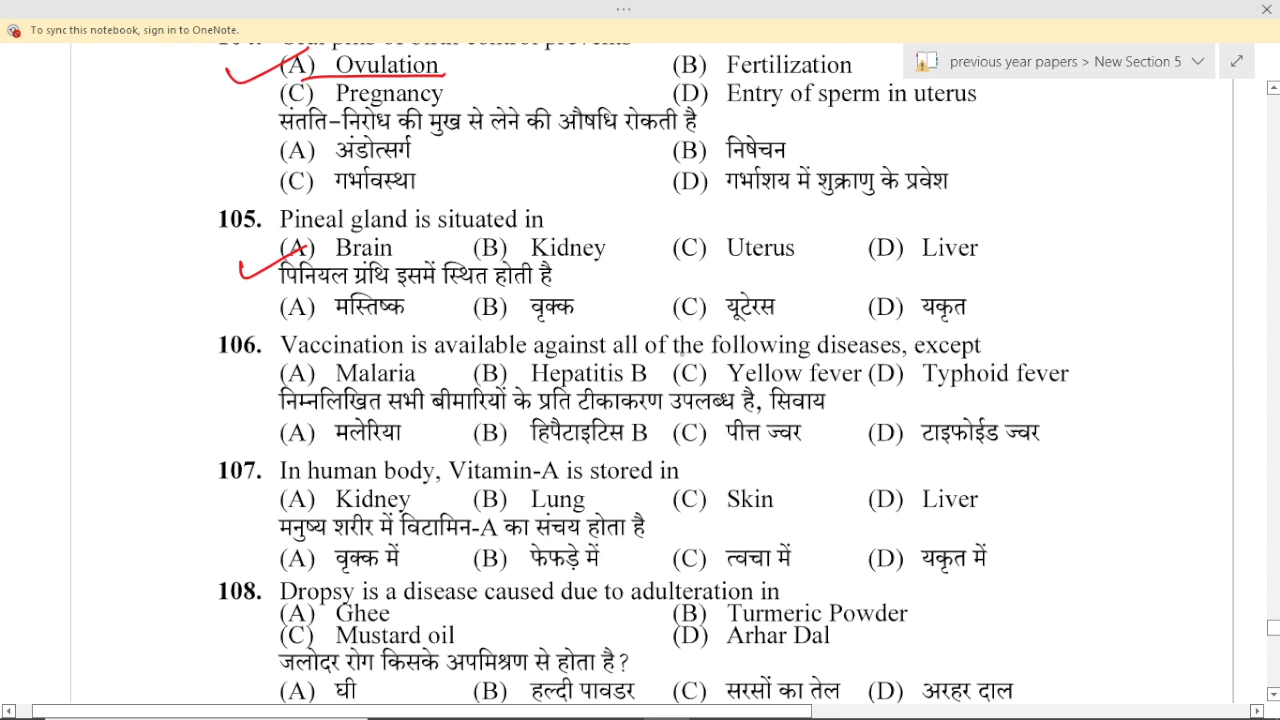 To sync this notebook, sign in to OneNote.
previous year papers > New Section 5
(A) Ovulation (B) Fertilization
(C) Pregnancy (D) Entry of sperm in uterus
संतति-निरोध की मुख से लेने की औषधि रोकती है
(A) अंडोत्सर्ग (B) निषेचन
(C) गर्भावस्था (D) गर्भाशय में शुक्राणु के प्रवेश
105. Pineal gland is situated in
(A) Brain (B) Kidney (C) Uterus (D) Liver
पिनियल ग्रंथि इसमें स्थित होती है
(A) मस्तिष्क (B) वृक्क (C) यूटेरस (D) यकृत
106. Vaccination is available against all of the following diseases, except
(A) Malaria (B) Hepatitis B (C) Yellow fever (D) Typhoid fever
निम्नलिखित सभी बीमारियों के प्रति टीकाकरण उपलब्ध है, सिवाय
(A) मलेरिया (B) हिपैटाइटिस B (C) पीत्त ज्वर (D) टाइफोईड ज्वर
107. In human body, Vitamin-A is stored in
(A) Kidney (B) Lung (C) Skin (D) Liver
मनुष्य शरीर में विटामिन-A का संचय होता है
(A) वृक्क में (B) फेफड़े में (C) त्वचा में (D) यकृत में
108. Dropsy is a disease caused due to adulteration in
(A) Ghee (B) Turmeric Powder
(C) Mustard oil (D) Arhar Dal
जलोदर रोग किसके अपमिश्रण से होता है?
(A) घी (B) हल्दी पावडर (C) सरसों का तेल (D) अरहर दाल